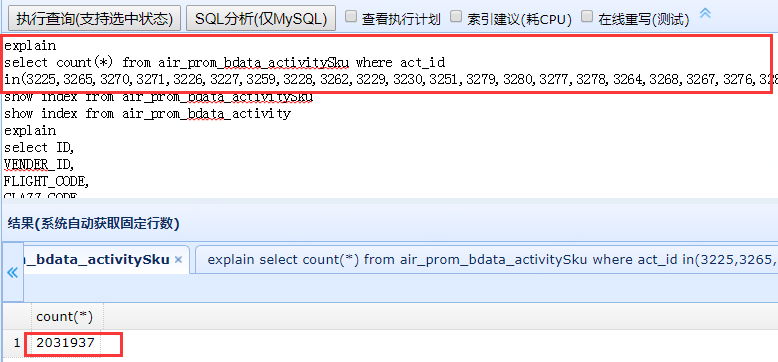 执行查询(支持选中状态) SQL分析(仅MySQL) 查看执行计划 索引建议(耗CPU) 在线重写(测试)
explain
select count(*) from air_prom_bdata_activitySku where act_id
in(3225,3265,3270,3271,3226,3227,3259,3228,3262,3229,3230,3251,3279,3280,3277,3278,3264,3268,3267,3276,328
show index from air_prom_bdata_activitySku
show index from air_prom_bdata_activity
explain
select ID,
VENDER_ID,
FLIGHT_CODE,
CLAZZ_CODE
结果(系统自动获取固定行数)
n_bdata_activitySku × explain select count(*) from air_prom_bdata_activitySku where act_id in(3225,3265,
count(*)
1 2031937